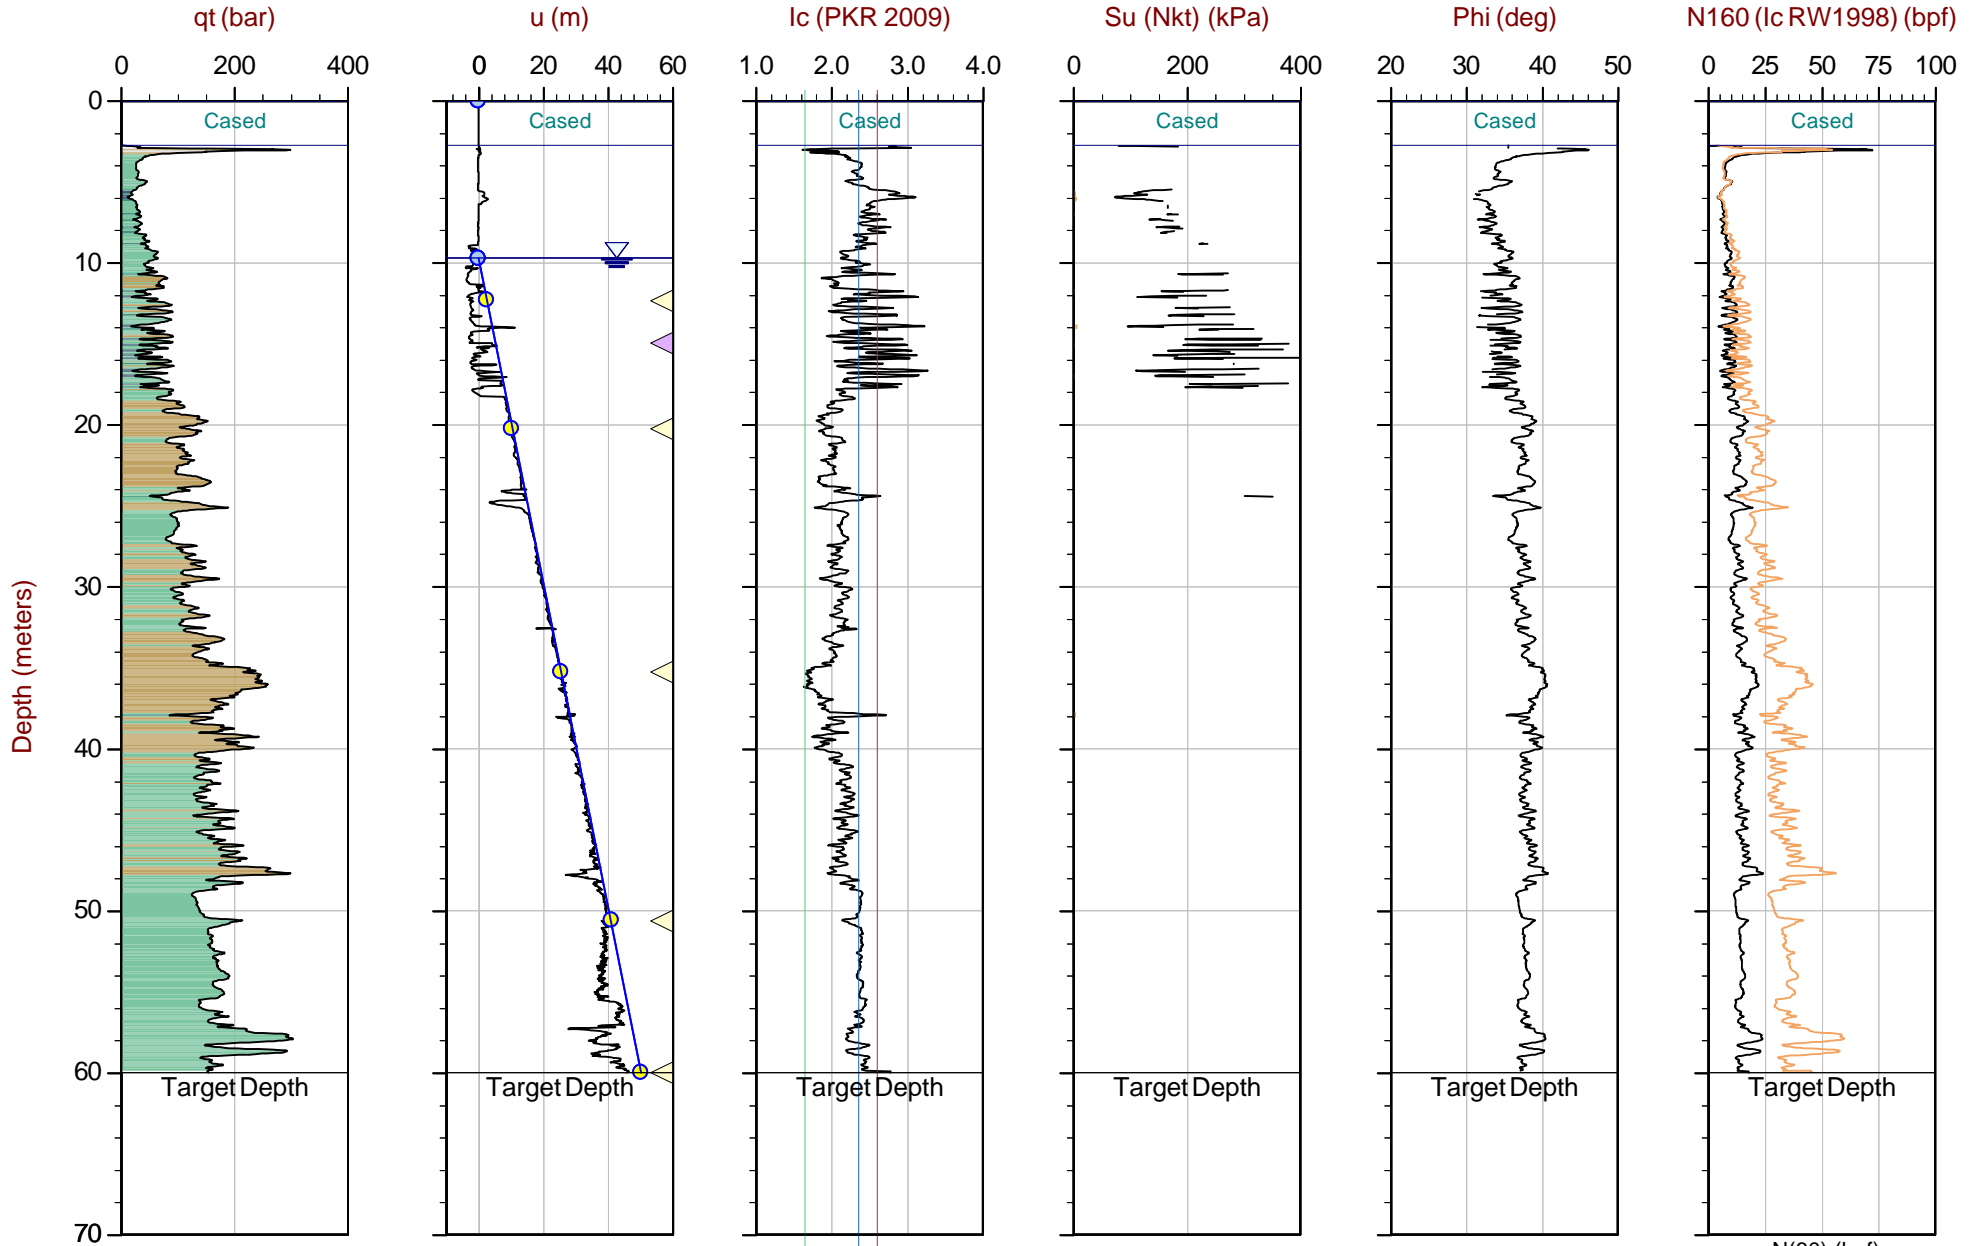 qt (bar) u (m) Ic (PKR 2009) Su (Nkt) (kPa) Phi (deg) N160 (Ic RW1998) (bpf)
0 200 400 0 20 40 60 1.0 2.0 3.0 4.0 0 200 400 20 30 40 50 0 25 50 75 100
0
Cased Cased Cased Cased Cased Cased
10
20
30
Depth (meters)
40
50
60
Target Depth Target Depth Target Depth Target Depth Target Depth Target Depth
70